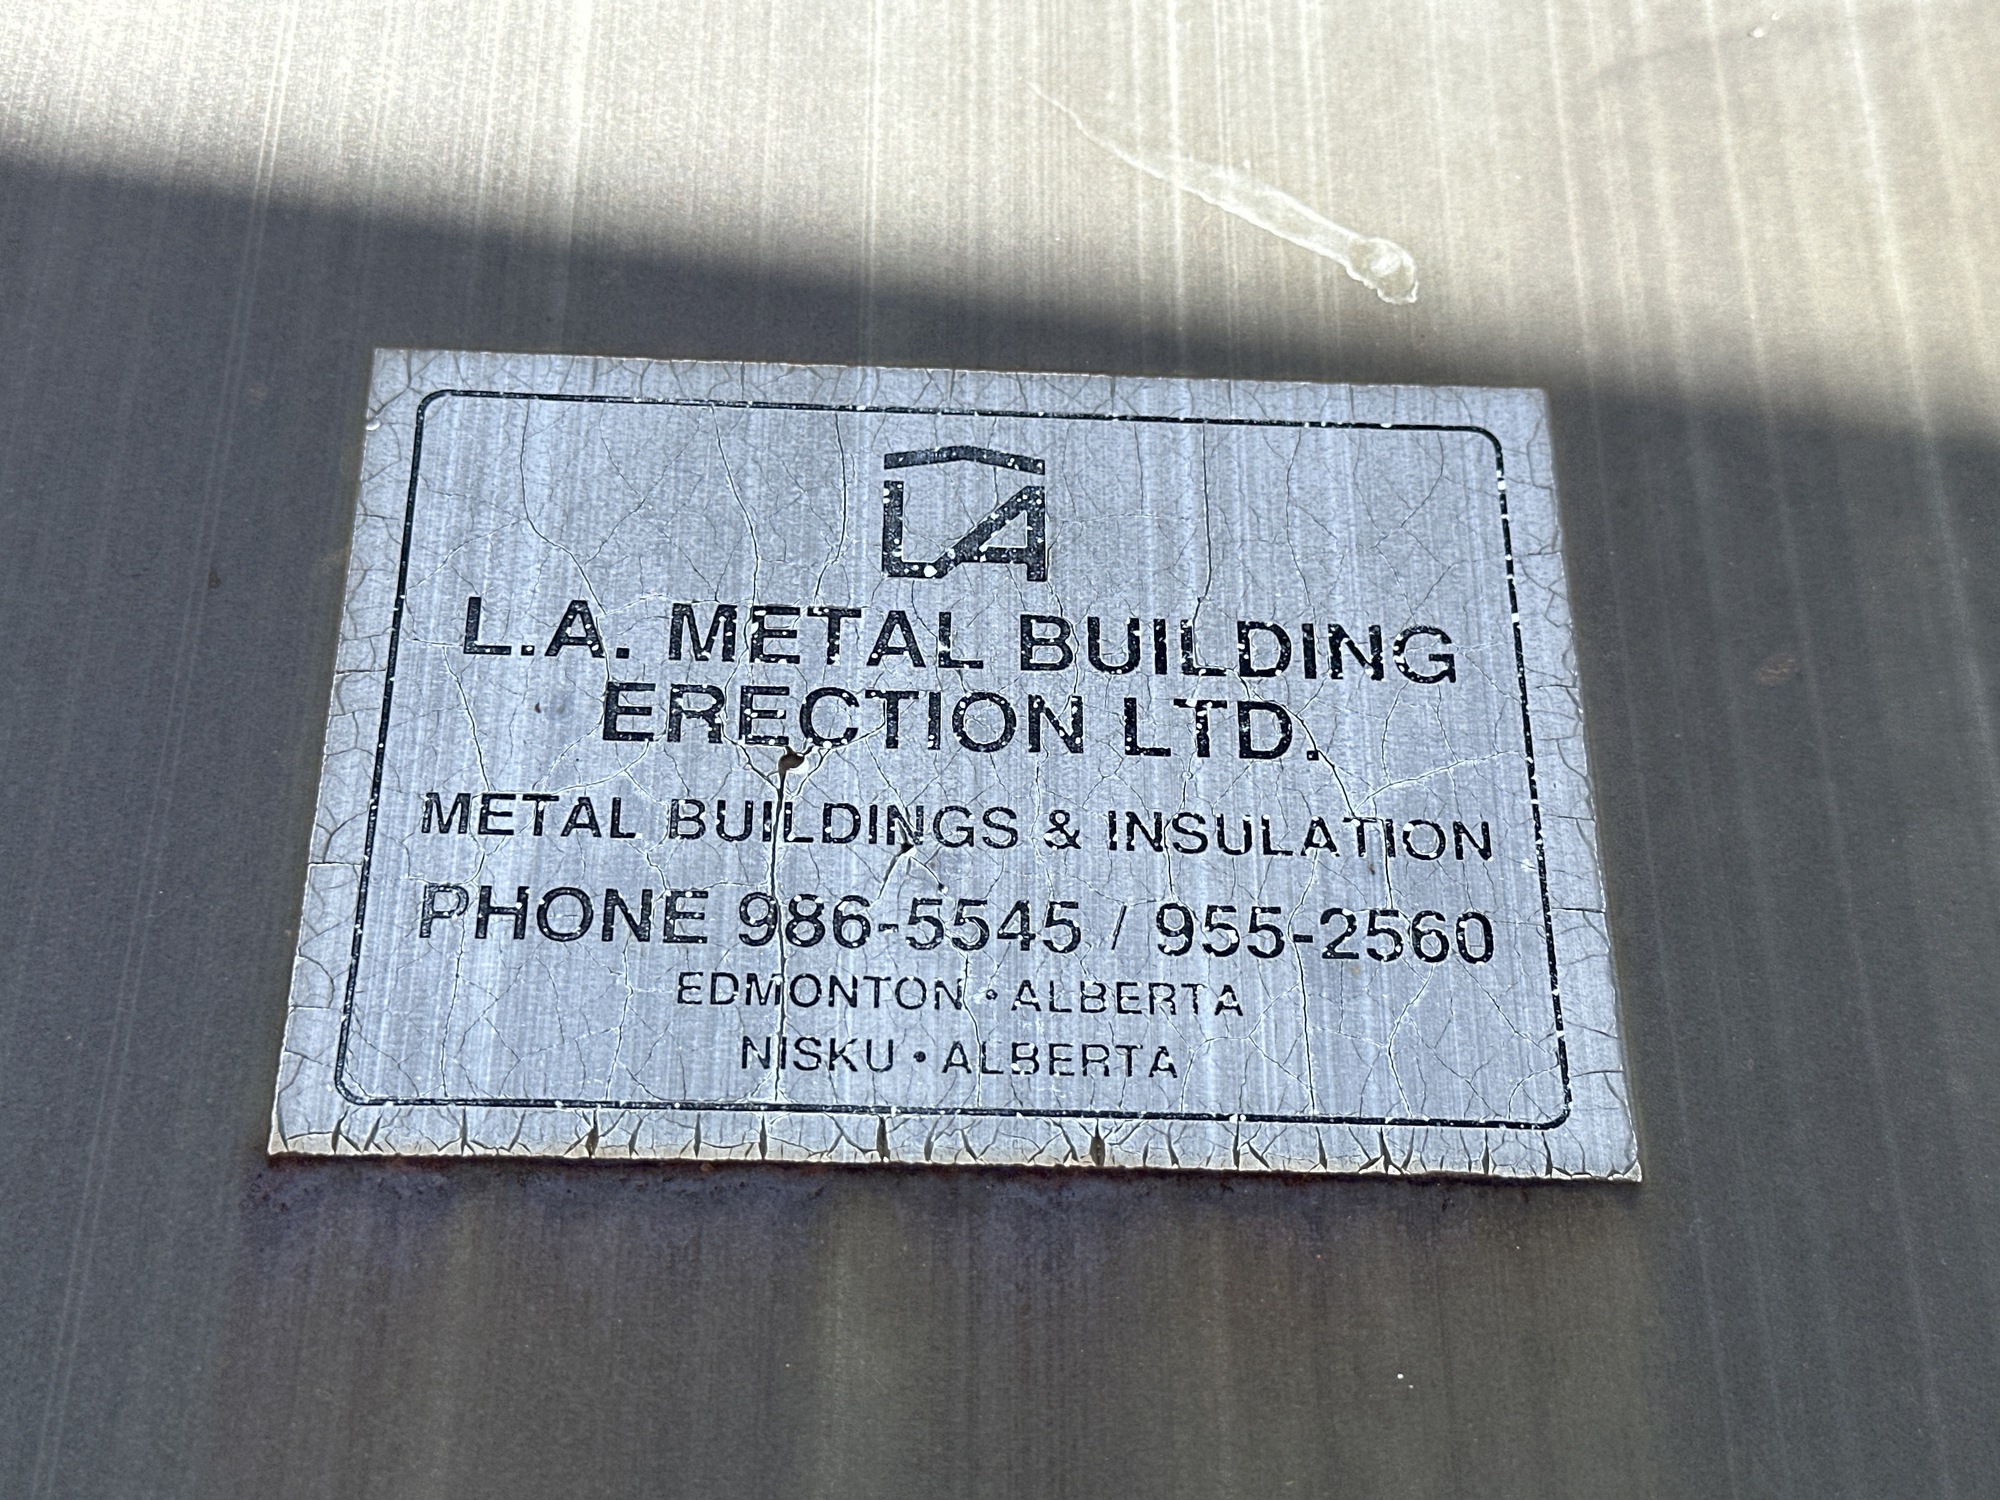 LA
L.A. METAL BUILDING
ERECTION LTD.
METAL BUILDINGS & INSULATION
PHONE 986-5545 / 955-2560
EDMONTON • ALBERTA
NISKU • ALBERTA